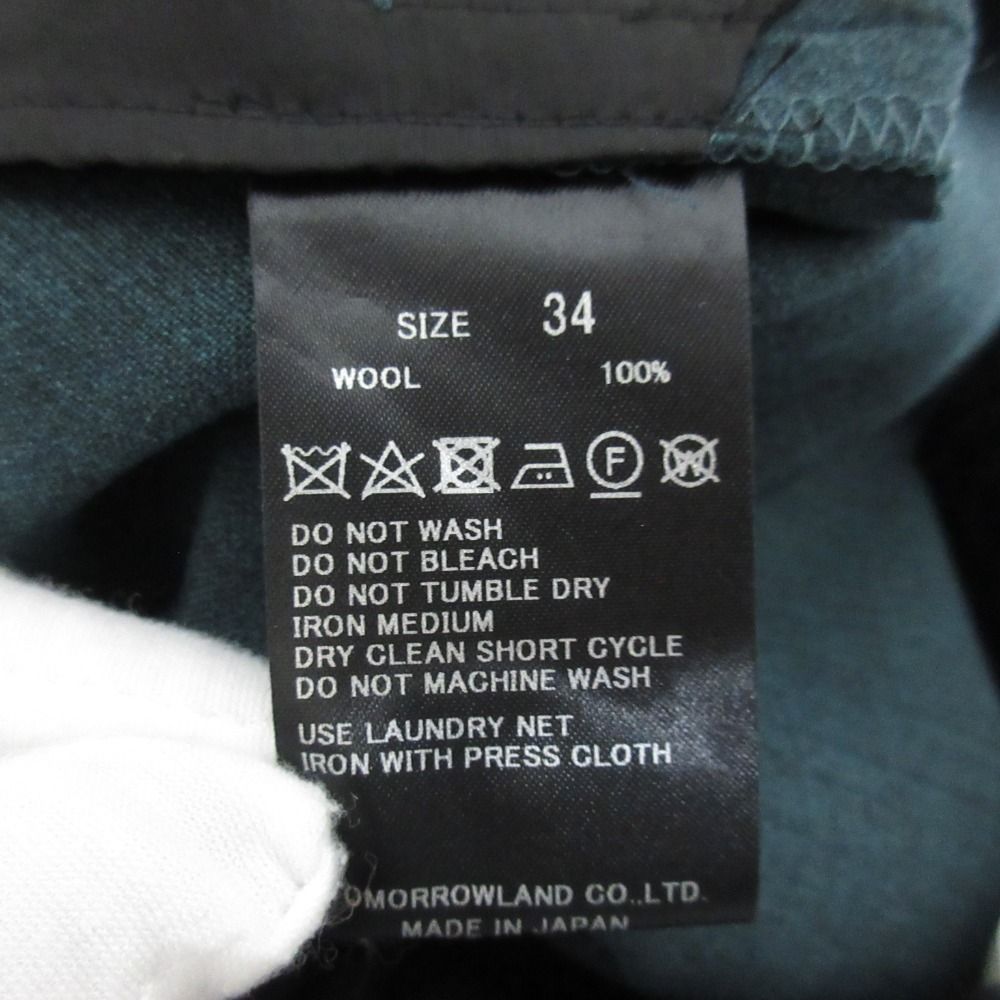 SIZE 34
WOOL 100%
F W
DO NOT WASH
DO NOT BLEACH
DO NOT TUMBLE DRY
IRON MEDIUM
DRY CLEAN SHORT CYCLE
DO NOT MACHINE WASH
USE LAUNDRY NET
IRON WITH PRESS CLOTH
TOMORROWLAND CO.,LTD.
MADE IN JAPAN